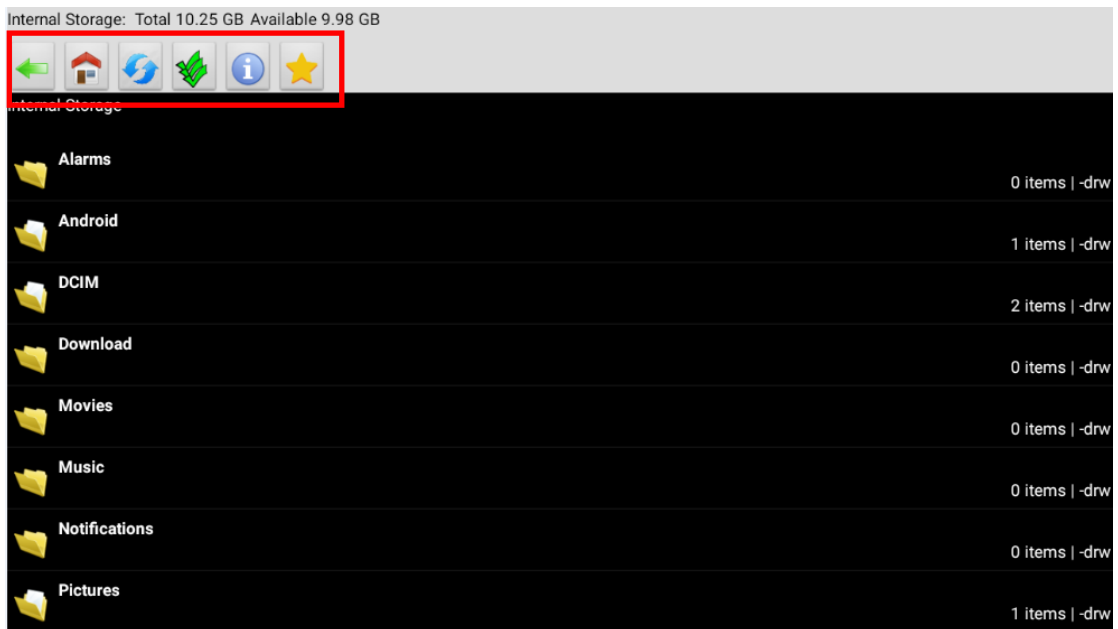 Internal Storage: Total 10.25 GB Available 9.98 GB
Internal Storage
Alarms
0 items | -drw
Android
1 items | -drw
DCIM
2 items | -drw
Download
0 items | -drw
Movies
0 items | -drw
Music
0 items | -drw
Notifications
0 items | -drw
Pictures
1 items | -drw